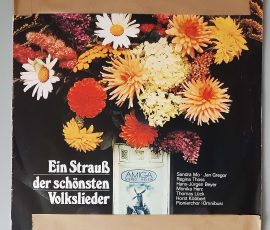 Ein Strauß
der schönsten
Volkslieder
AMIGA
Sandra Mo · Jan Gregor
Regina Thoss
Hans-Jürgen Beyer
Monika Herz
Thomas Lück
Horst Köbbert
Pionierchor ›Omnibus‹